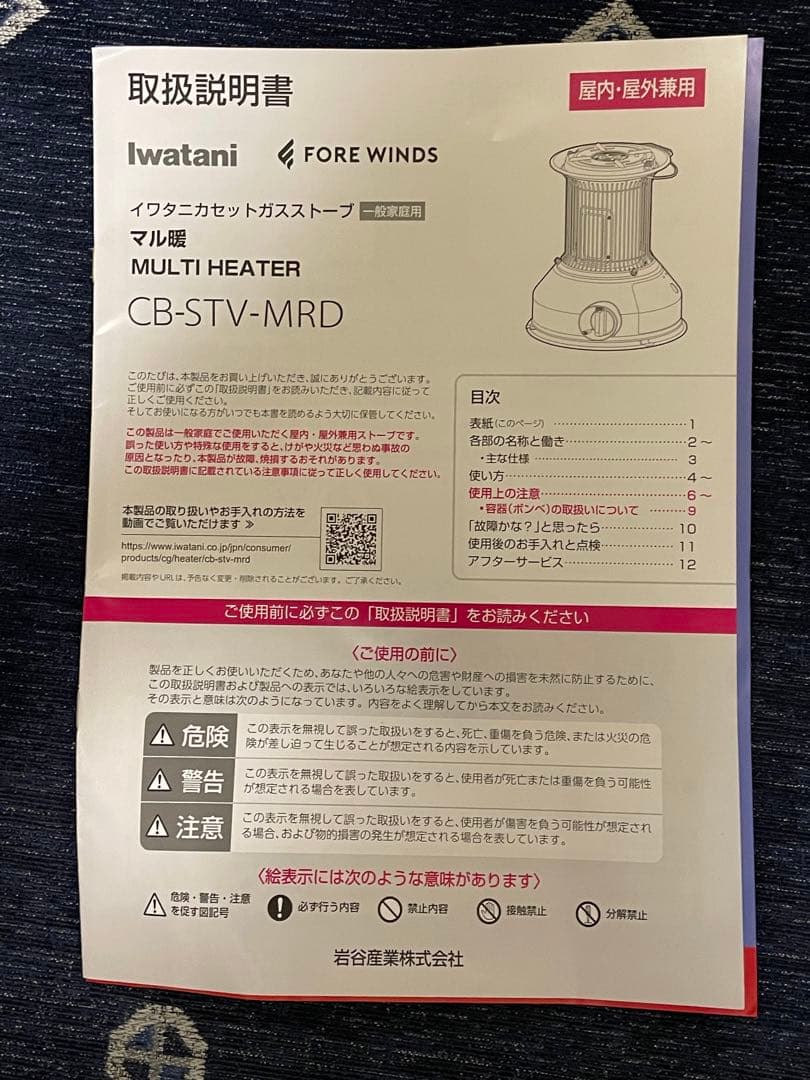 取扱説明書
屋内・屋外兼用
Iwatani
FORE WINDS
イワタニカセットガスストーブ 一般家庭用
マル暖
MULTI HEATER
CB-STV-MRD
このたびは、本製品をお買い上げいただき、誠にありがとうございます。
ご使用前に必ずこの「取扱説明書」をお読みいただき、記載内容に従って
正しくご使用ください。
そしてお使いになる方がいつでも本書を読めるよう大切に保管してください。
この製品は一般家庭でご使用いただく屋内・屋外兼用ストーブです。
誤った使い方や特殊な使用をすると、けがや火災など思わぬ事故の
原因となったり、本製品が故障、焼損するおそれがあります。
この取扱説明書に記載されている注意事項に従って正しく使用してください。
本製品の取り扱いやお手入れの方法を
動画でご覧いただけます ≫
https://www.iwatani.co.jp/jpn/consumer/
products/cg/heater/cb-stv-mrd
掲載内容やURLは、予告なく変更・削除されることがございます。ご了承ください。
目次
表紙(このページ) ……………………… 1
各部の名称と働き…………………… 2～
・主な仕様 ………………………… 3
使い方………………………………… 4～
使用上の注意………………………… 6～
・容器(ボンベ)の取扱いについて ……… 9
「故障かな？」と思ったら…………… 10
使用後のお手入れと点検…………… 11
アフターサービス…………………… 12
ご使用前に必ずこの「取扱説明書」をお読みください
〈ご使用の前に〉
製品を正しくお使いいただくため、あなたや他の人々への危害や財産への損害を未然に防止するために、
この取扱説明書および製品への表示では、いろいろな絵表示をしています。
その表示と意味は次のようになっています。内容をよく理解してから本文をお読みください。
危険
この表示を無視して誤った取扱いをすると、死亡、重傷を負う危険、または火災の危
険が差し迫って生じることが想定される内容を示しています。
警告
この表示を無視して誤った取扱いをすると、使用者が死亡または重傷を負う可能性
が想定される場合を表しています。
注意
この表示を無視して誤った取扱いをすると、使用者が傷害を負う可能性が想定され
る場合、および物的損害の発生が想定される場合を表しています。
〈絵表示には次のような意味があります〉
危険・警告・注意
を促す図記号
必ず行う内容
禁止内容
接触禁止
分解禁止
岩谷産業株式会社